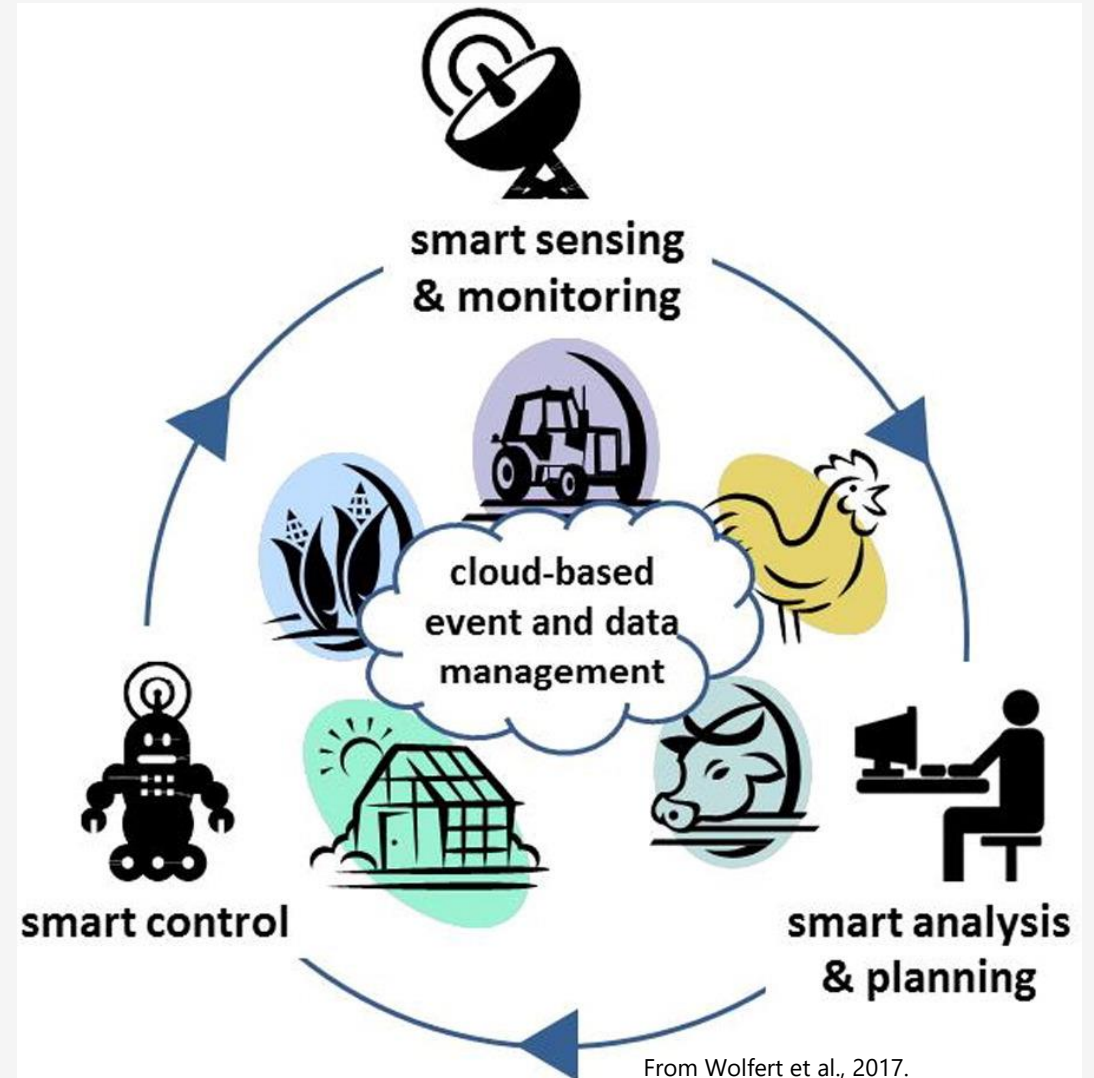 smart sensing
& monitoring
cloud-based
event and data
management
smart control
smart analysis
& planning
From Wolfert et al., 2017.